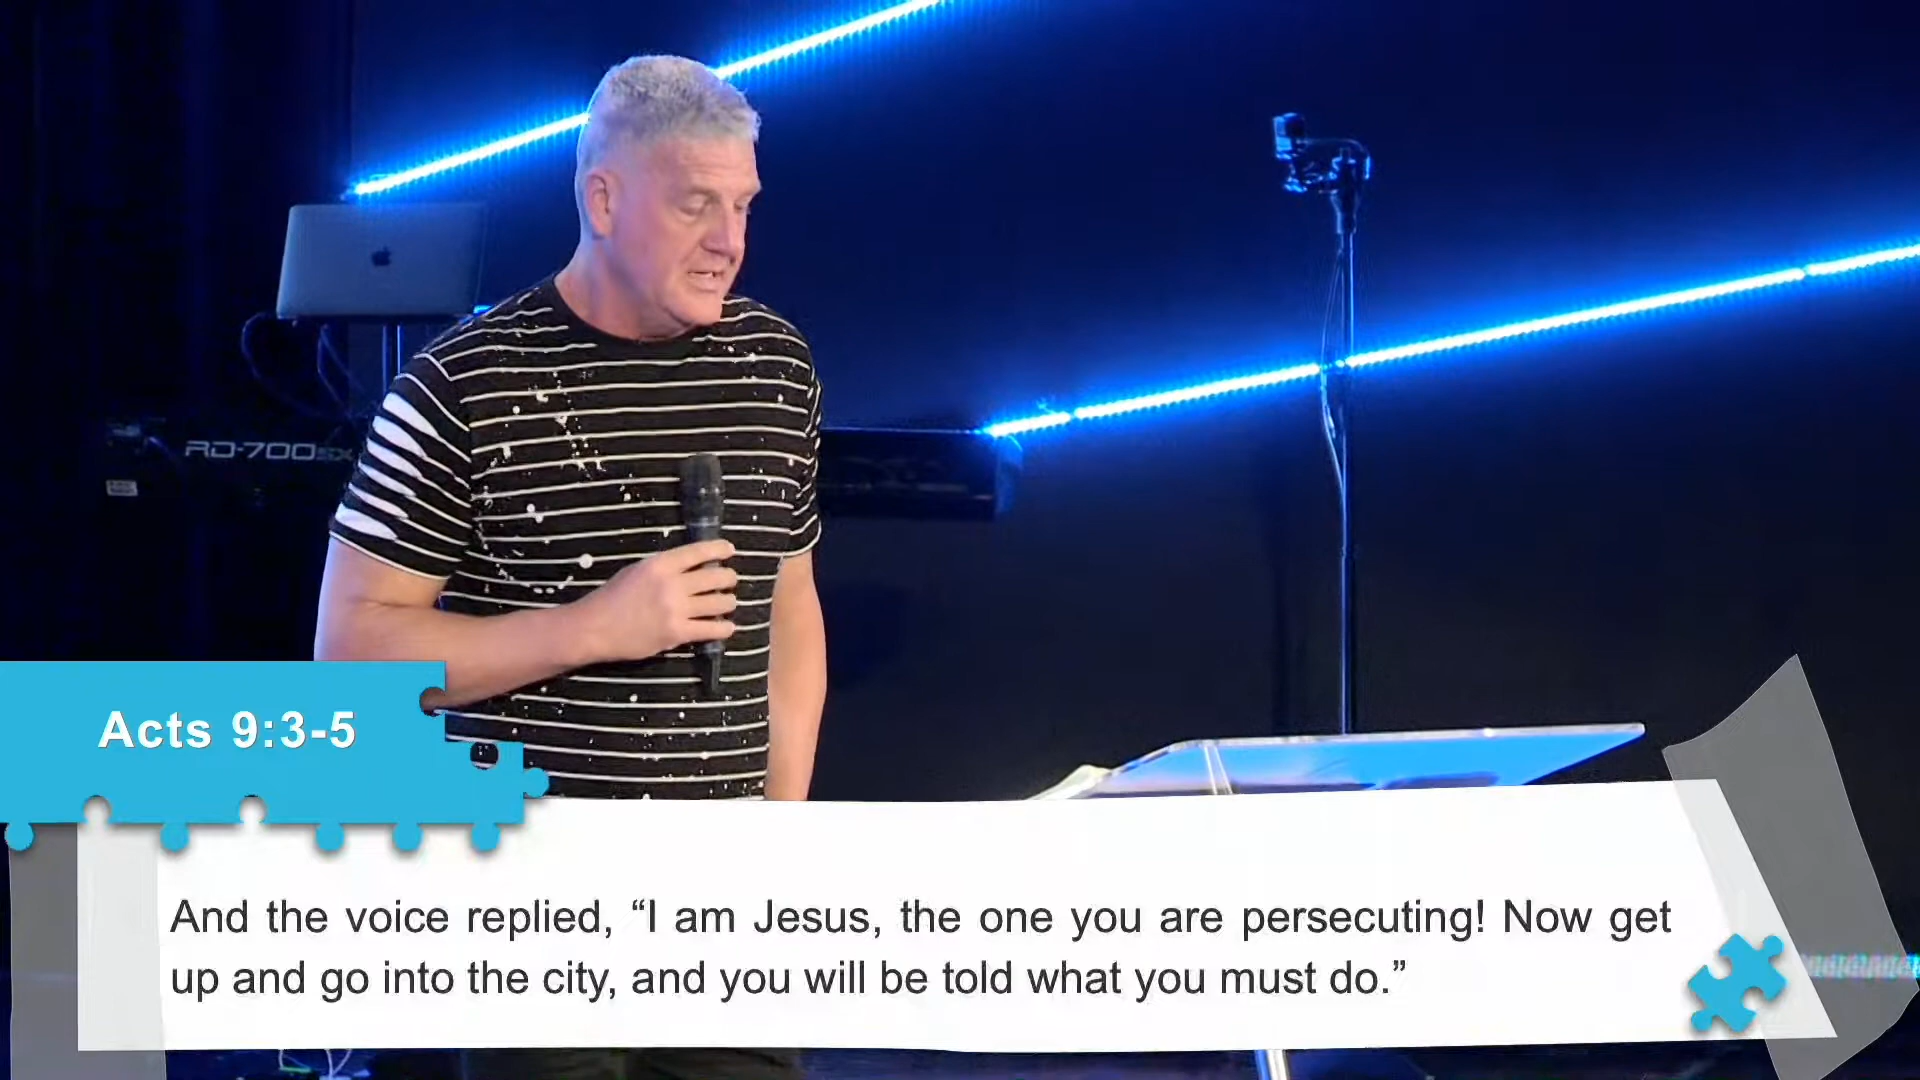 RD-700SX
Acts 9:3-5
And the voice replied, “I am Jesus, the one you are persecuting! Now get
up and go into the city, and you will be told what you must do.”